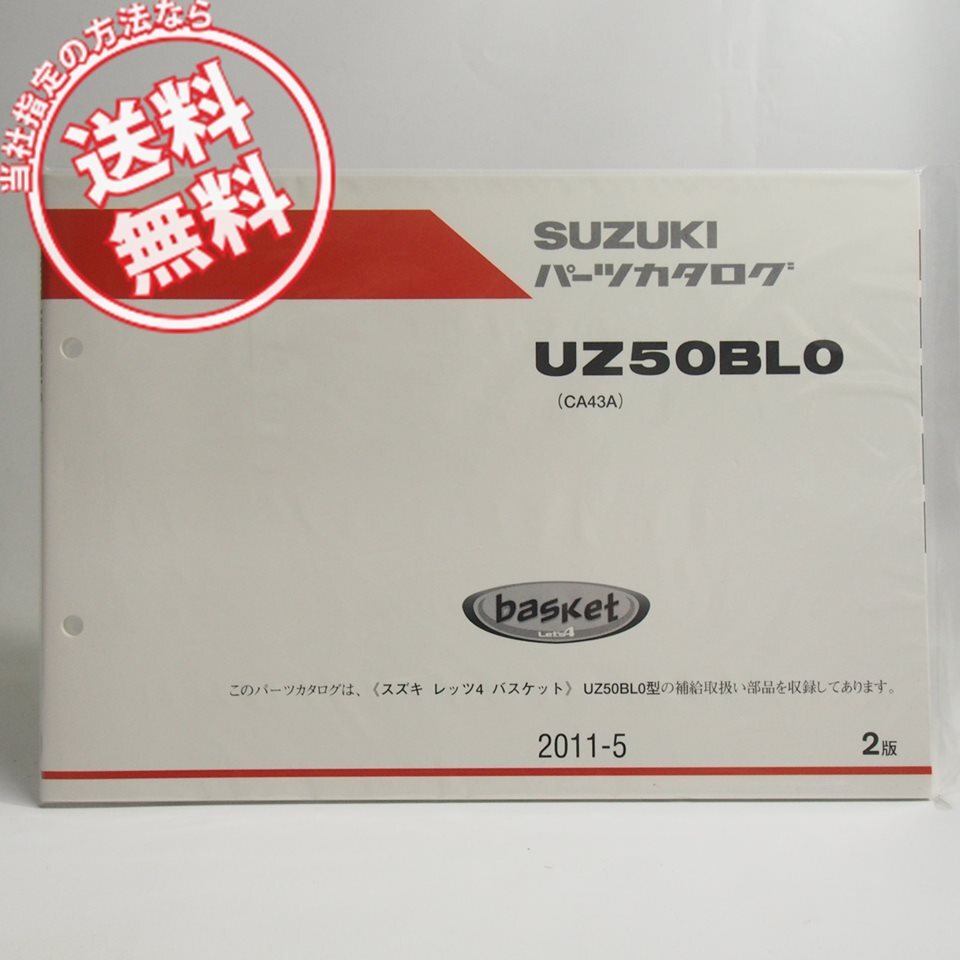 当社指定の方法なら
送料
無料
SUZUKI
パーツカタログ
UZ50BL0
(CA43A)
basket
Let's4
このパーツカタログは、《スズキ レッツ4 バスケット》 UZ50BL0型の補給取扱い部品を収録してあります。
2011-5
2版